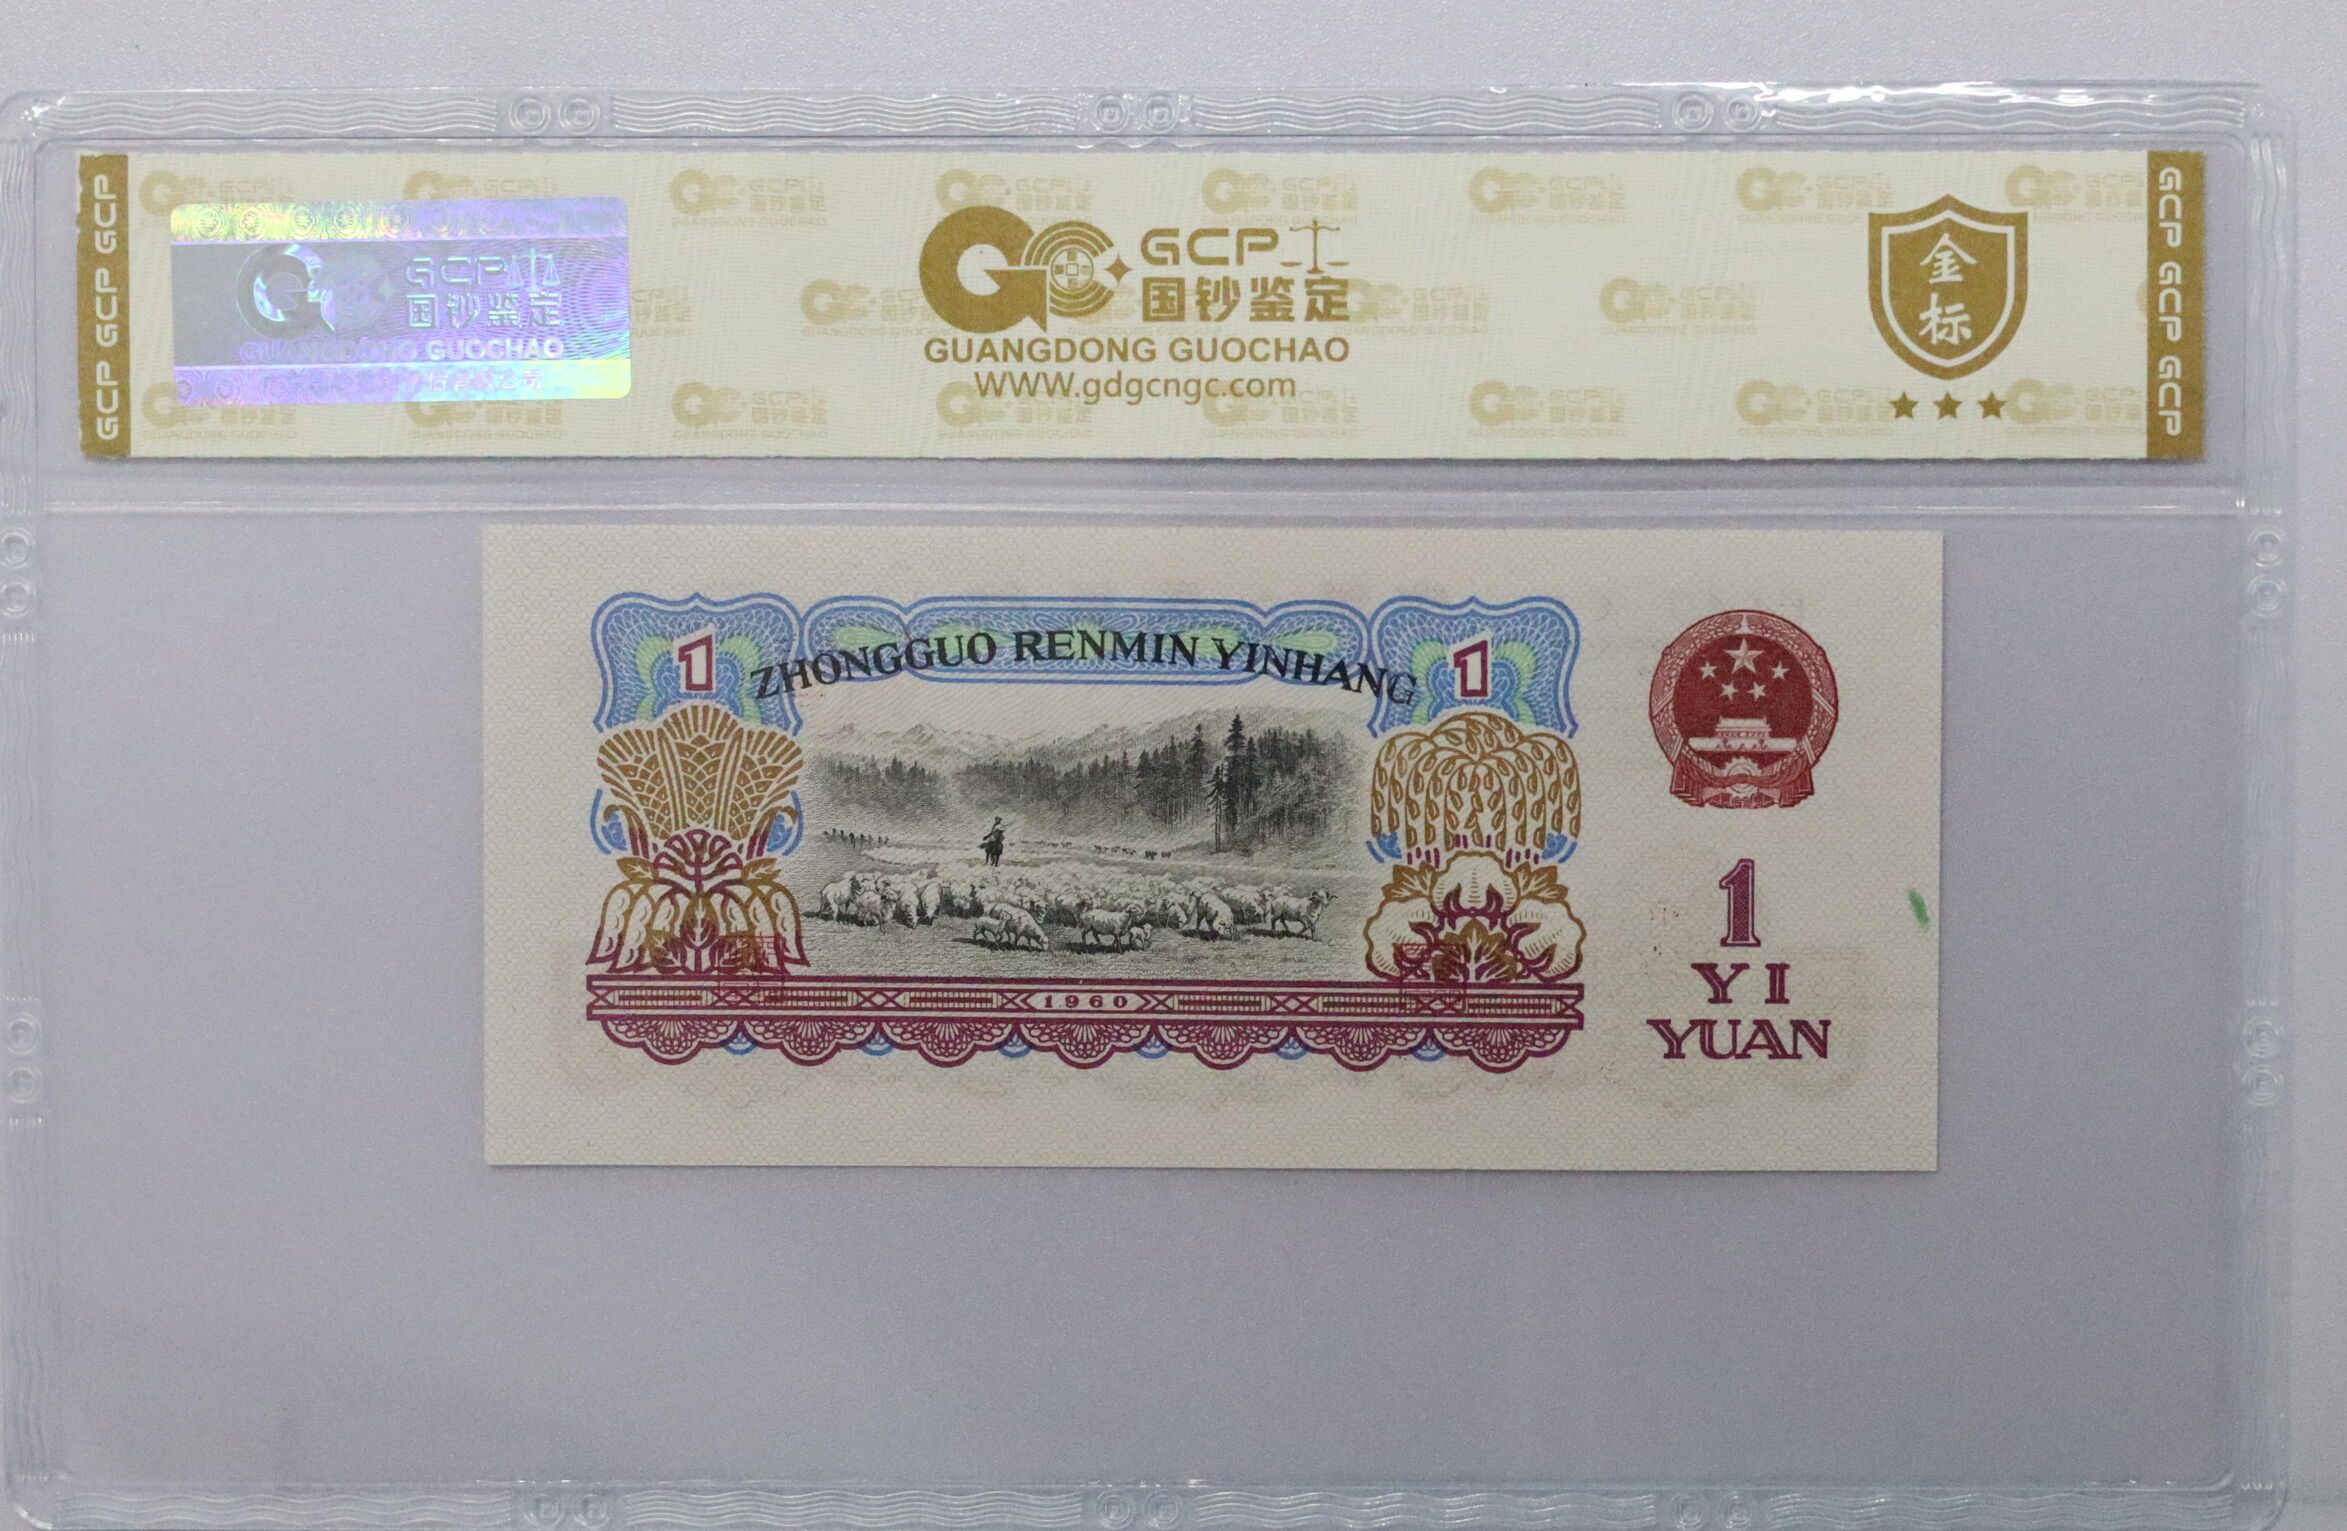 GCP GCP GCP
GCP
国钞鉴定
GUANGDONG GUOCHAO
GCP
国钞鉴定
GUANGDONG GUOCHAO
WWW.gdgcngc.com
金
标
GCP GCP GCP
1
ZHONGGUO RENMIN YINHANG
1
1960
1
YI
YUAN